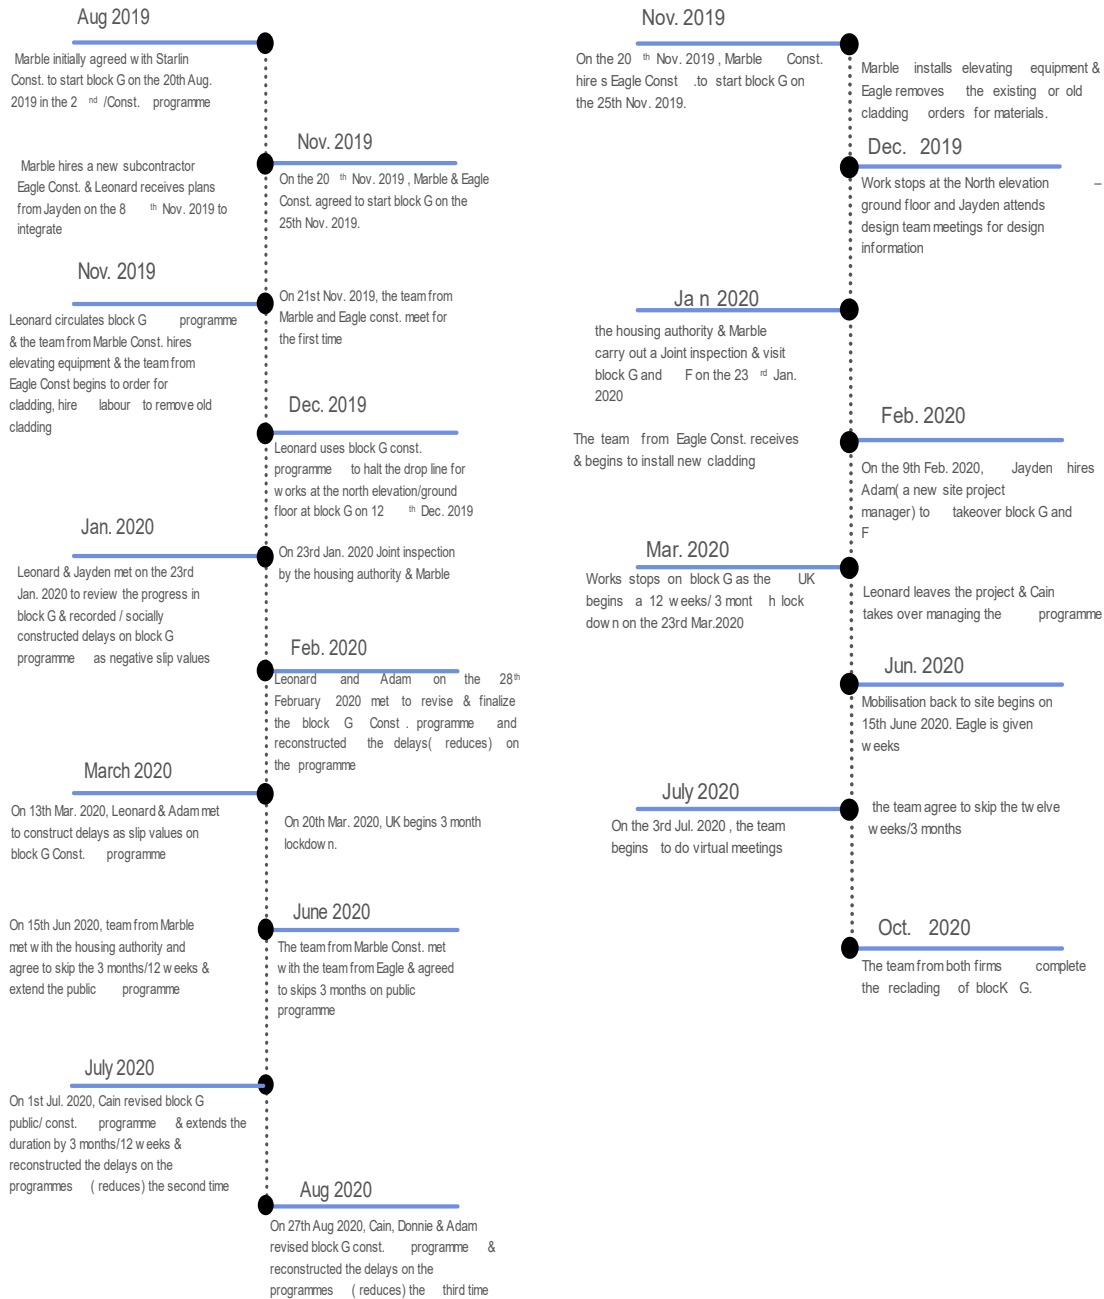 Aug 2019
Marble initially agreed with Starlin
Const. to start block G on the 20th Aug.
2019 in the 2 nd /Const. programme
Marble hires a new subcontractor
Eagle Const. & Leonard receives plans
from Jayden on the 8 th Nov. 2019 to
integrate
Nov. 2019
On the 20 th Nov. 2019 , Marble & Eagle
Const. agreed to start block G on the
25th Nov. 2019.
Nov. 2019
Leonard circulates block G programme
& the team from Marble Const. hires
elevating equipment & the team from
Eagle Const begins to order for
cladding, hire labour to remove old
cladding
On 21st Nov. 2019, the team from
Marble and Eagle const. meet for
the first time
Dec. 2019
Leonard uses block G const.
programme to halt the drop line for
works at the north elevation/ground
floor at block G on 12 th Dec. 2019
Jan. 2020
Leonard & Jayden met on the 23rd
Jan. 2020 to review the progress in
block G & recorded / socially
constructed delays on block G
programme as negative slip values
On 23rd Jan. 2020 Joint inspection
by the housing authority & Marble
Feb. 2020
Leonard and Adam on the 28th
February 2020 met to revise & finalize
the block G Const . programme and
reconstructed the delays( reduces) on
the programme
March 2020
On 13th Mar. 2020, Leonard & Adam met
to construct delays as slip values on
block G Const. programme
On 20th Mar. 2020, UK begins 3 month
lockdown.
On 15th Jun 2020, team from Marble
met with the housing authority and
agree to skip the 3 months/12 weeks &
extend the public programme
June 2020
The team from Marble Const. met
with the team from Eagle & agreed
to skips 3 months on public
programme
July 2020
On 1st Jul. 2020, Cain revised block G
public/ const. programme & extends the
duration by 3 months/12 weeks &
reconstructed the delays on the
programmes ( reduces) the second time
Aug 2020
On 27th Aug 2020, Cain, Donnie & Adam
revised block G const. programme &
reconstructed the delays on the
programmes ( reduces) the third time
Nov. 2019
On the 20 th Nov. 2019 , Marble Const.
hire s Eagle Const .to start block G on
the 25th Nov. 2019.
Marble installs elevating equipment &
Eagle removes the existing or old
cladding orders for materials.
Dec. 2019
Work stops at the North elevation –
ground floor and Jayden attends
design team meetings for design
information
Ja n 2020
the housing authority & Marble
carry out a Joint inspection & visit
block G and F on the 23 rd Jan.
2020
The team from Eagle Const. receives
& begins to install new cladding
Feb. 2020
On the 9th Feb. 2020, Jayden hires
Adam( a new site project
manager) to takeover block G and
F
Mar. 2020
Works stops on block G as the UK
begins a 12 weeks/ 3 mont h lock
down on the 23rd Mar.2020
Leonard leaves the project & Cain
takes over managing the programme
Jun. 2020
Mobilisation back to site begins on
15th June 2020. Eagle is given
weeks
July 2020
On the 3rd Jul. 2020 , the team
begins to do virtual meetings
the team agree to skip the twelve
weeks/3 months
Oct. 2020
The team from both firms complete
the reclading of blocK G.